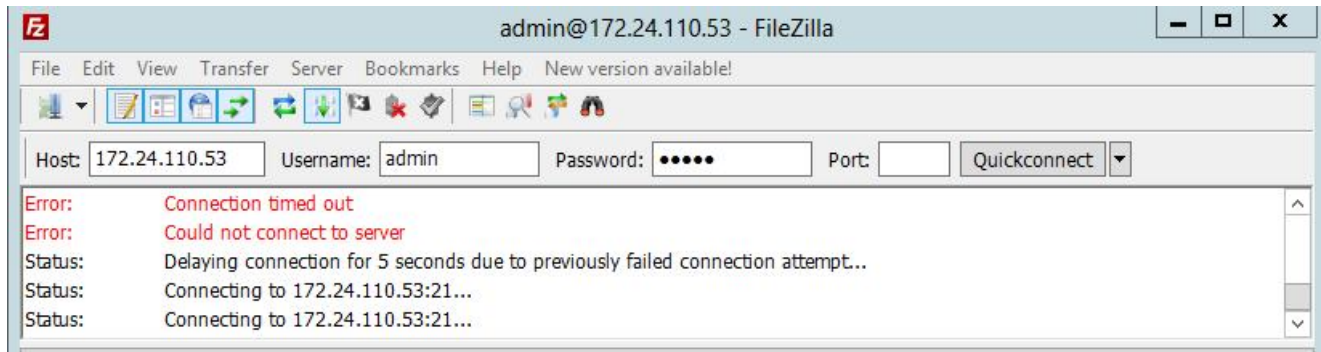 Fz
admin@172.24.110.53 - FileZilla
File Edit View Transfer Server Bookmarks Help New version available!
Host: 172.24.110.53 Username: admin Password: ●●●●● Port: Quickconnect
Error: Connection timed out
Error: Could not connect to server
Status: Delaying connection for 5 seconds due to previously failed connection attempt...
Status: Connecting to 172.24.110.53:21...
Status: Connecting to 172.24.110.53:21...